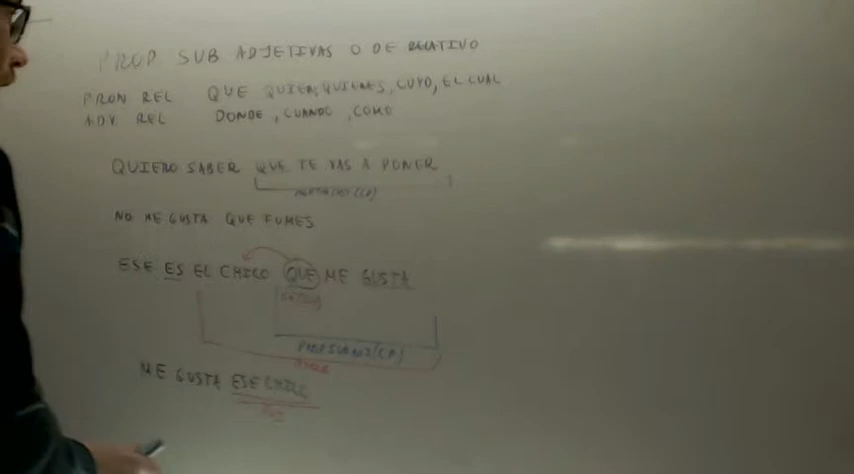 PROP SUB ADJETIVAS O DE RELATIVO
PRON REL QUE QUIEN, QUIENES, CUYO, EL CUAL
ADV REL DONDE, CUANDO, COMO
QUIERO SABER QUE TE VAS A PONER
NO ME GUSTA QUE FUMES
ESE ES EL CHICO QUE ME GUSTA
ME GUSTA ESE CHICO